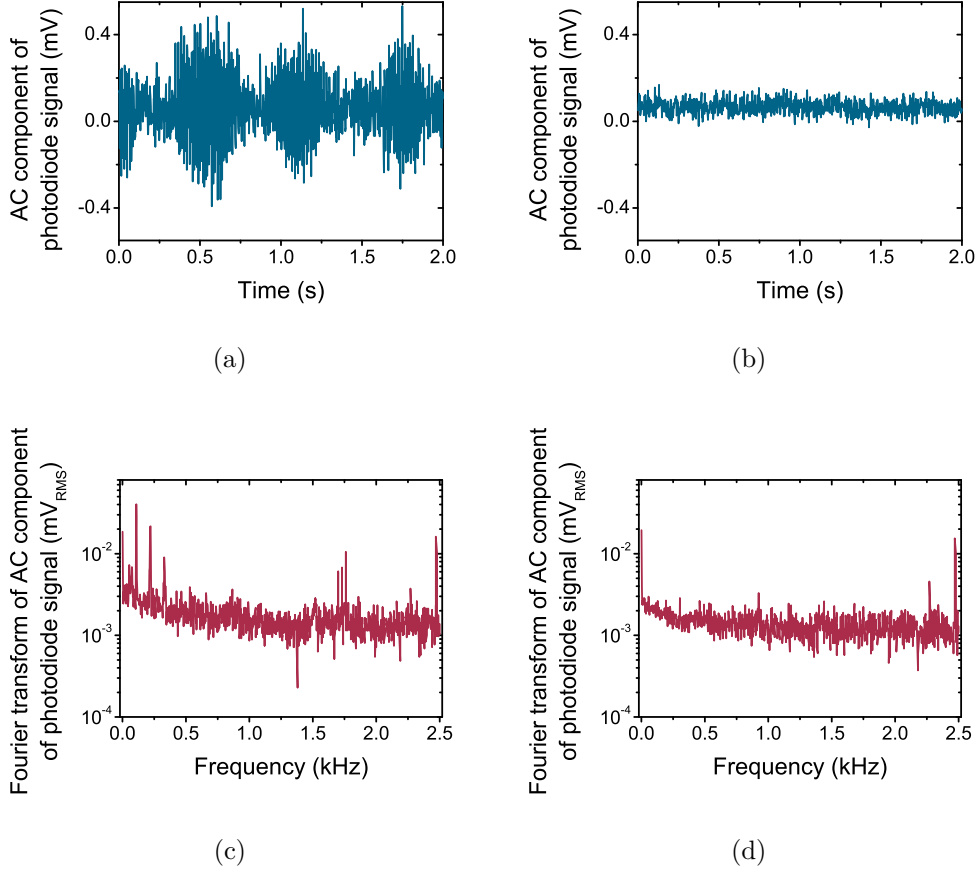 AC component of
photodiode signal (mV)
0.4
0.0
-0.4
0.0 0.5 1.0 1.5 2.0
Time (s)
(a)
AC component of
photodiode signal (mV)
0.4
0.0
-0.4
0.0 0.5 1.0 1.5 2.0
Time (s)
(b)
Fourier transform of AC component
of photodiode signal (mV_RMS)
10^-2
10^-3
10^-4
0.0 0.5 1.0 1.5 2.0 2.5
Frequency (kHz)
(c)
Fourier transform of AC component
of photodiode signal (mV_RMS)
10^-2
10^-3
10^-4
0.0 0.5 1.0 1.5 2.0 2.5
Frequency (kHz)
(d)